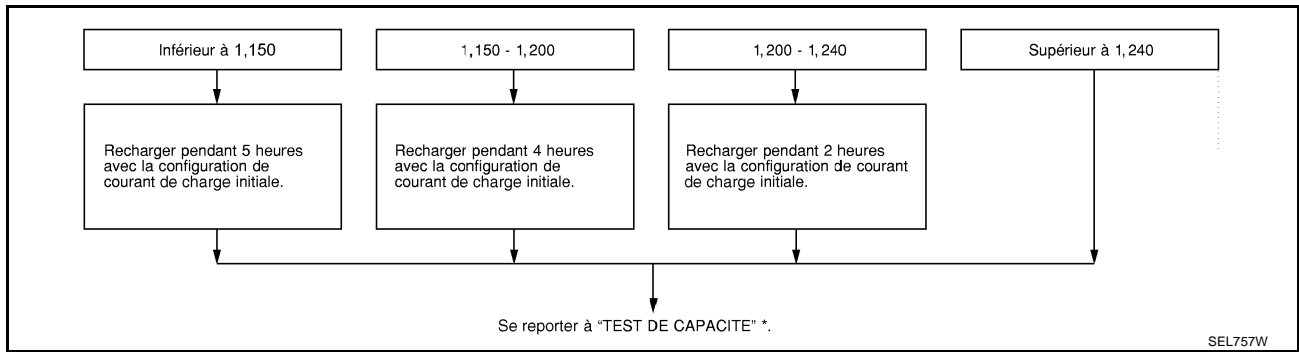 Inférieur à 1,150
1,150 - 1,200
1,200 - 1,240
Supérieur à 1,240
Recharger pendant 5 heures
avec la configuration de
courant de charge initiale.
Recharger pendant 4 heures
avec la configuration de
courant de charge initiale.
Recharger pendant 2 heures
avec la configuration de courant
de charge initiale.
Se reporter à “TEST DE CAPACITE” *.
SEL757W